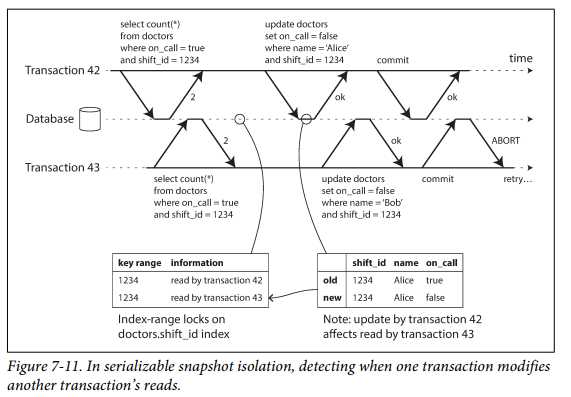 select count(*)
from doctors
where on_call = true
and shift_id = 1234
update doctors
set on_call = false
where name = 'Alice'
and shift_id = 1234
commit
time
Transaction 42
2
ok
ok
Database
2
ok
ABORT
Transaction 43
select count(*)
from doctors
where on_call = true
and shift_id = 1234
update doctors
set on_call = false
where name = 'Bob'
and shift_id = 1234
commit
retry...
key range information
1234 read by transaction 42
1234 read by transaction 43
Index-range locks on
doctors.shift_id index
shift_id name on_call
old 1234 Alice true
new 1234 Alice false
Note: update by transaction 42
affects read by transaction 43
Figure 7-11. In serializable snapshot isolation, detecting when one transaction modifies
another transaction's reads.